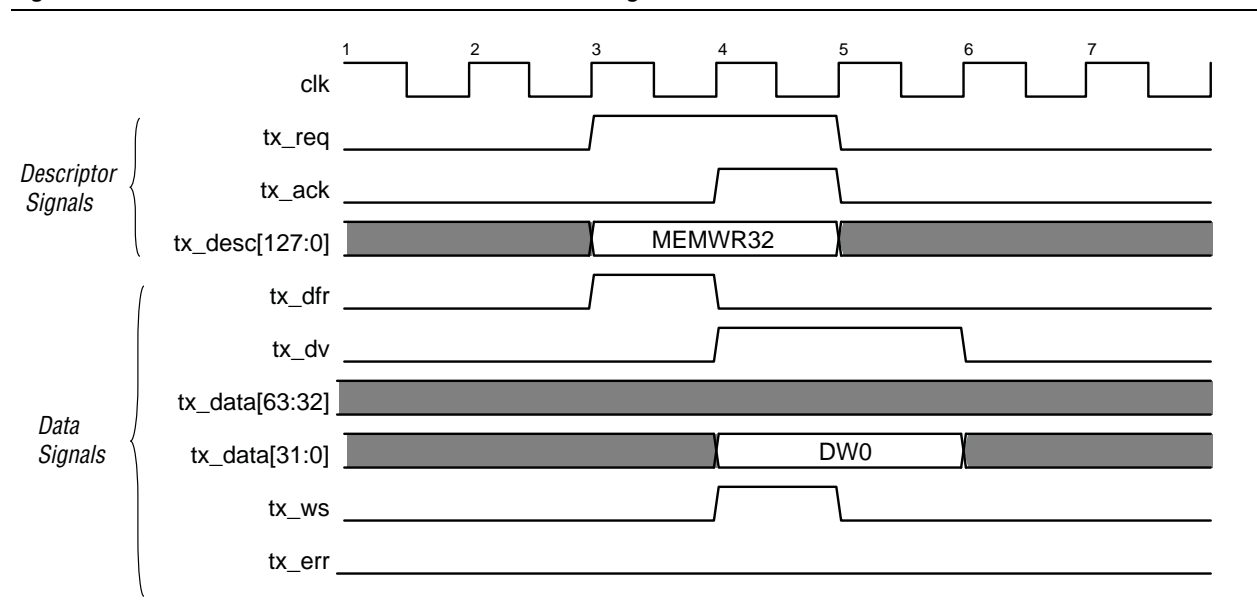 1 2 3 4 5 6 7
clk
tx_req
Descriptor
Signals
tx_ack
tx_desc[127:0] MEMWR32
tx_dfr
tx_dv
tx_data[63:32]
Data
Signals
tx_data[31:0] DW0
tx_ws
tx_err